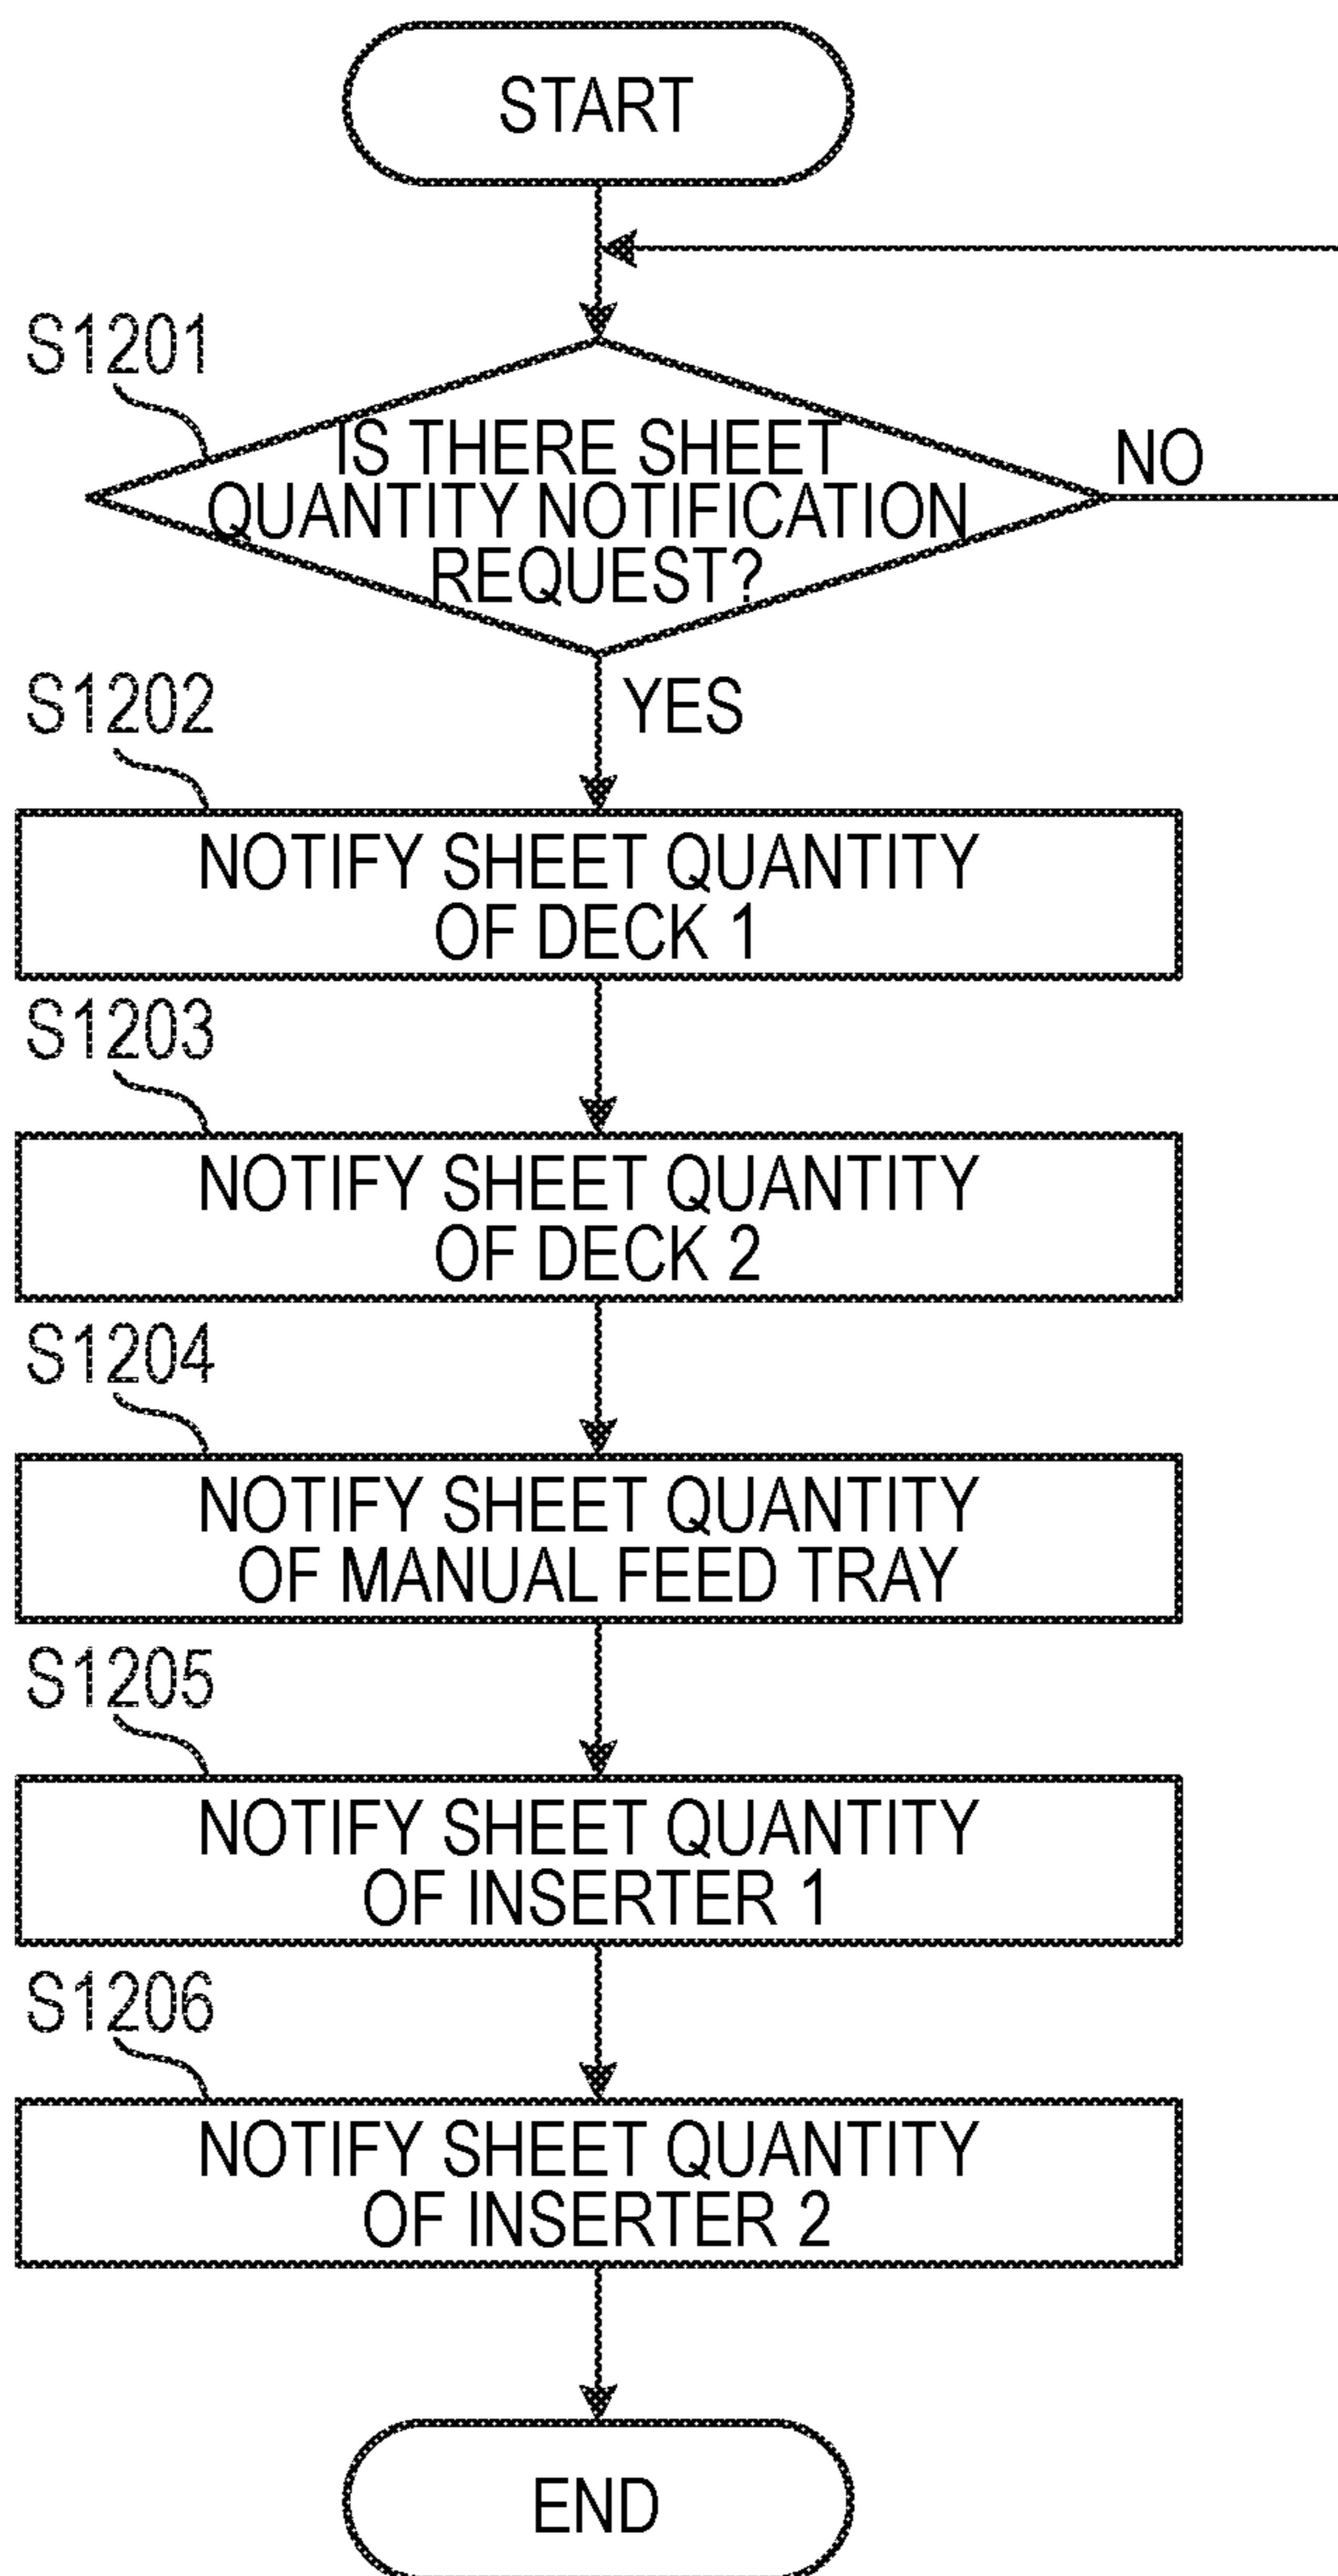 START
S1201
IS THERE SHEET
QUANTITY NOTIFICATION
REQUEST?
NO
YES
S1202
NOTIFY SHEET QUANTITY
OF DECK 1
S1203
NOTIFY SHEET QUANTITY
OF DECK 2
S1204
NOTIFY SHEET QUANTITY
OF MANUAL FEED TRAY
S1205
NOTIFY SHEET QUANTITY
OF INSERTER 1
S1206
NOTIFY SHEET QUANTITY
OF INSERTER 2
END